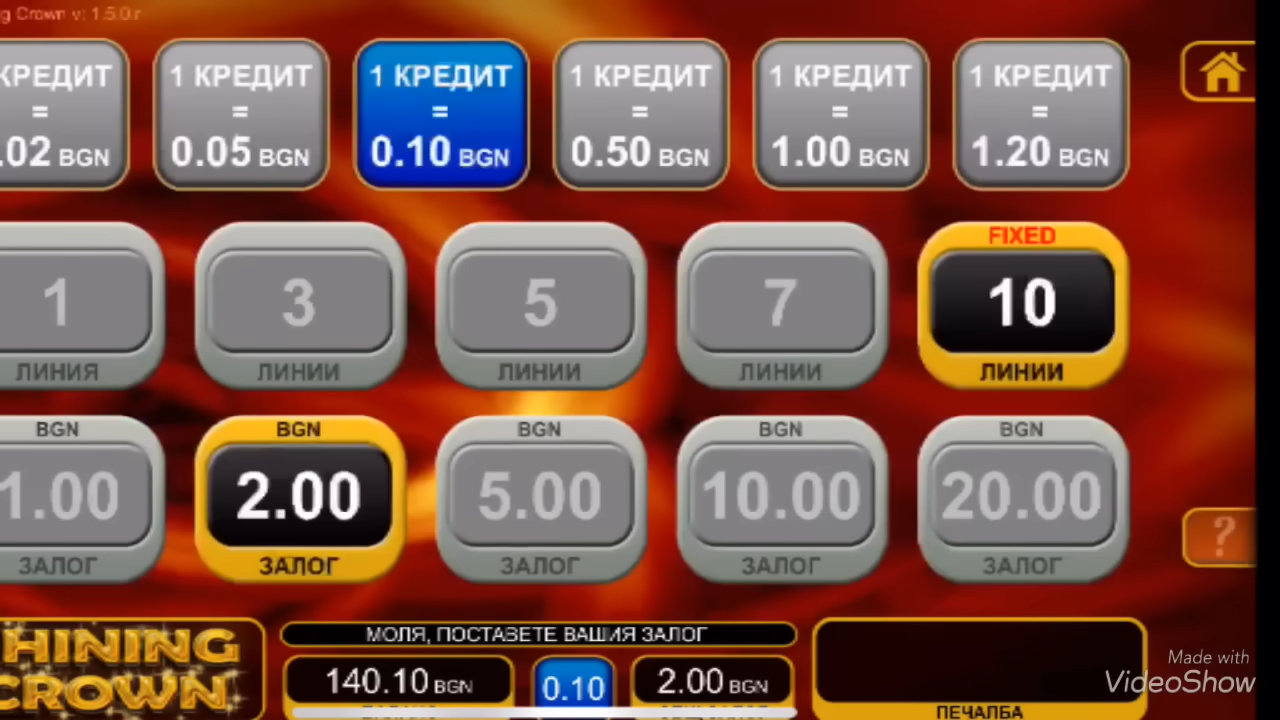 g Crown v: 1.5.0.r
КРЕДИТ
=
.02 BGN
1 КРЕДИТ
=
0.05 BGN
1 КРЕДИТ
=
0.10 BGN
1 КРЕДИТ
=
0.50 BGN
1 КРЕДИТ
=
1.00 BGN
1 КРЕДИТ
=
1.20 BGN
1
ЛИНИЯ
3
ЛИНИИ
5
ЛИНИИ
7
ЛИНИИ
FIXED
10
ЛИНИИ
BGN
1.00
ЗАЛОГ
BGN
2.00
ЗАЛОГ
BGN
5.00
ЗАЛОГ
BGN
10.00
ЗАЛОГ
BGN
20.00
ЗАЛОГ
?
HINING
CROWN
МОЛЯ, ПОСТАВЕТЕ ВАШИЯ ЗАЛОГ
140.10 BGN
0.10
2.00 BGN
ПЕЧАЛБА
Made with
VideoShow